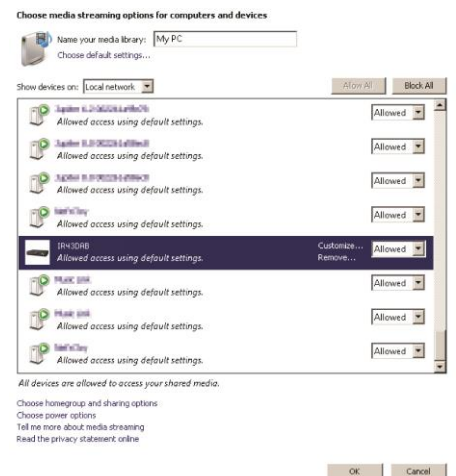 Choose media streaming options for computers and devices
Name your media library: My PC
Choose default settings...
Show devices on: Local network
Allow All Block All
Allowed
Allowed access using default settings.
Allowed
Allowed access using default settings.
Allowed
Allowed access using default settings.
Allowed
Allowed access using default settings.
IR43DAB Customize... Allowed
Allowed access using default settings. Remove...
Allowed
Allowed access using default settings.
Allowed
Allowed access using default settings.
Allowed
Allowed access using default settings.
All devices are allowed to access your shared media.
Choose homegroup and sharing options
Choose power options
Tell me more about media streaming
Read the privacy statement online
OK Cancel